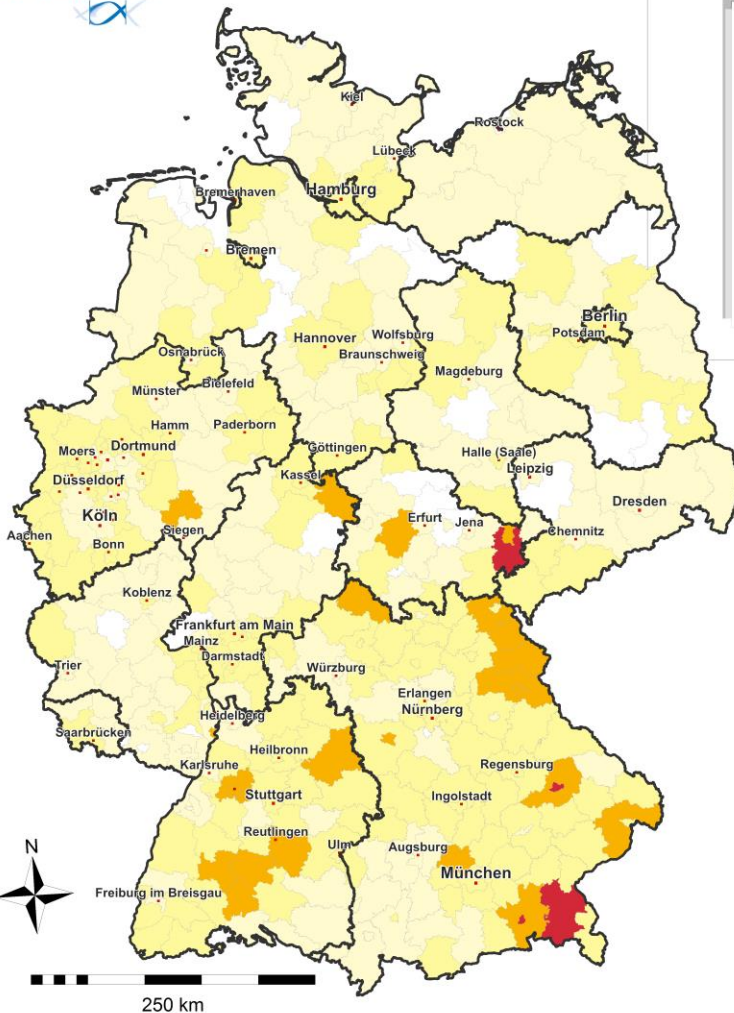 Kiel
Rostock
Lübeck
Bremerhaven
Hamburg
Bremen
Berlin
Potsdam
Hannover
Wolfsburg
Braunschweig
Osnabrück
Magdeburg
Münster
Bielefeld
Hamm
Paderborn
Moers
Dortmund
Göttingen
Halle (Saale)
Leipzig
Düsseldorf
Kassel
Dresden
Köln
Erfurt
Jena
Siegen
Chemnitz
Aachen
Bonn
Koblenz
Frankfurt am Main
Mainz
Darmstadt
Trier
Würzburg
Erlangen
Nürnberg
Heidelberg
Saarbrücken
Heilbronn
Karlsruhe
Regensburg
Stuttgart
Ingolstadt
Reutlingen
Ulm
Augsburg
N
München
Freiburg im Breisgau
250 km